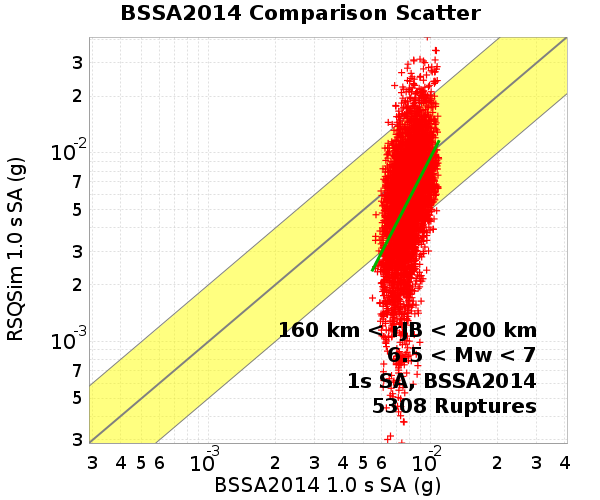 BSSA2014 Comparison Scatter
RSQSim 1.0 s SA (g)
3
2
10-2
7
5
3
2
10-3
7
5
3
160 km < rJB < 200 km
6.5 < Mw < 7
1s SA, BSSA2014
5308 Ruptures
3 4 5 6 10-3 2 3 4 5 6 10-2 2 3 4
BSSA2014 1.0 s SA (g)